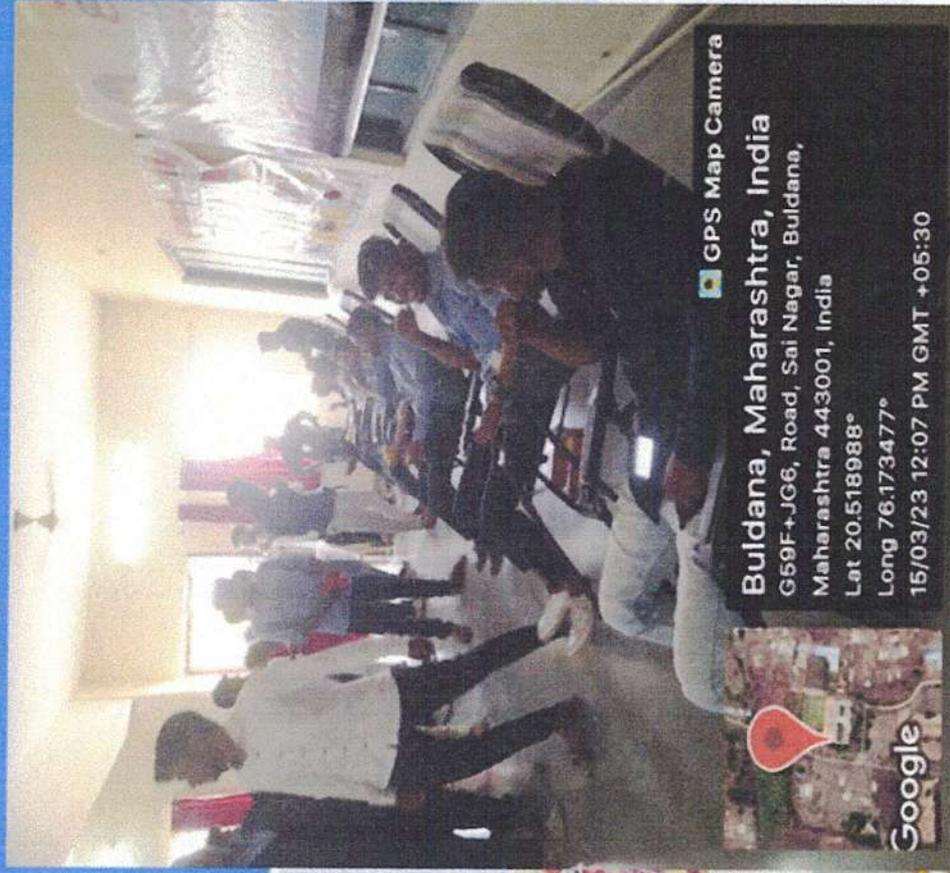 GPS Map Camera
Buldana, Maharashtra, India
G59F+JG6, Road, Sai Nagar, Buldana,
Maharashtra 443001, India
Lat 20.518988°
Long 76.173477°
15/03/23 12:07 PM GMT +05:30
Google